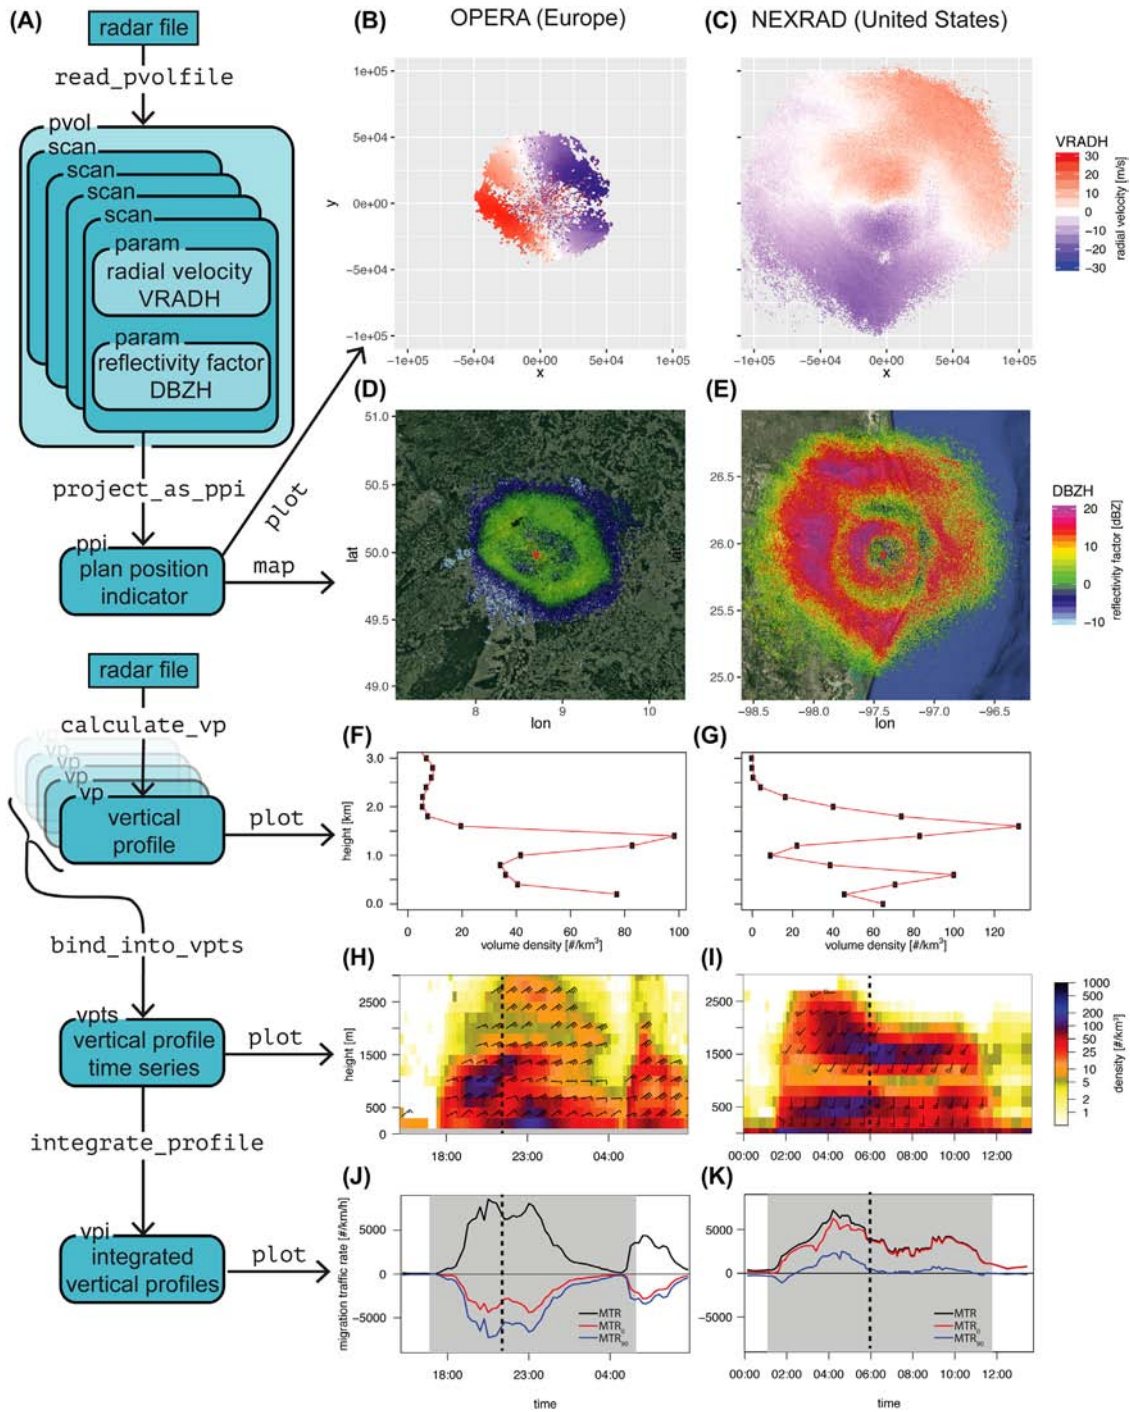 (A)
radar file
read_pvolfile
pvol
scan
scan
scan
scan
param
radial velocity
VRADH
param
reflectivity factor
DBZH
project_as_ppi
plot
ppi
plan position
indicator
map
radar file
calculate_vp
vp
vp
vp
vp
vp
vertical
profile
plot
bind_into_vpts
vpts
vertical profile
time series
plot
integrate_profile
vpi
integrated
vertical profiles
plot
(B) OPERA (Europe)
1e+05
5e+04
0e+00
−5e+04
−1e+05
y
−1e+05 −5e+04 0e+00 5e+04 1e+05
x
(C) NEXRAD (United States)
−1e+05 −5e+04 0e+00 5e+04 1e+05
x
VRADH
30
20
10
0
−10
−20
−30
radial velocity [m/s]
(D)
51.0
50.5
50.0
49.5
49.0
lat
8 9 10
lon
(E)
lat
26.5
26.0
25.5
25.0
−98.5 −98.0 −97.5 −97.0 −96.5
lon
DBZH
20
10
0
−10
reflectivity factor [dBZ]
(F)
3.0
2.0
1.0
0.0
height [km]
0 20 40 60 80 100
volume density [#/km³]
(G)
0 20 40 60 80 100 120
volume density [#/km³]
(H)
2500
1500
500
0
height [m]
18:00 23:00 04:00
(I)
2500
1500
500
0
00:00 02:00 04:00 06:00 08:00 10:00 12:00
1000
500
200
100
50
20
10
5
2
1
density [#/km³]
(J)
5000
0
−5000
migration traffic rate [#/km/h]
MTR
MTR₀
MTR₉₀
18:00 23:00 04:00
time
(K)
5000
0
−5000
MTR
MTR₀
MTR₉₀
00:00 02:00 04:00 06:00 08:00 10:00 12:00
time